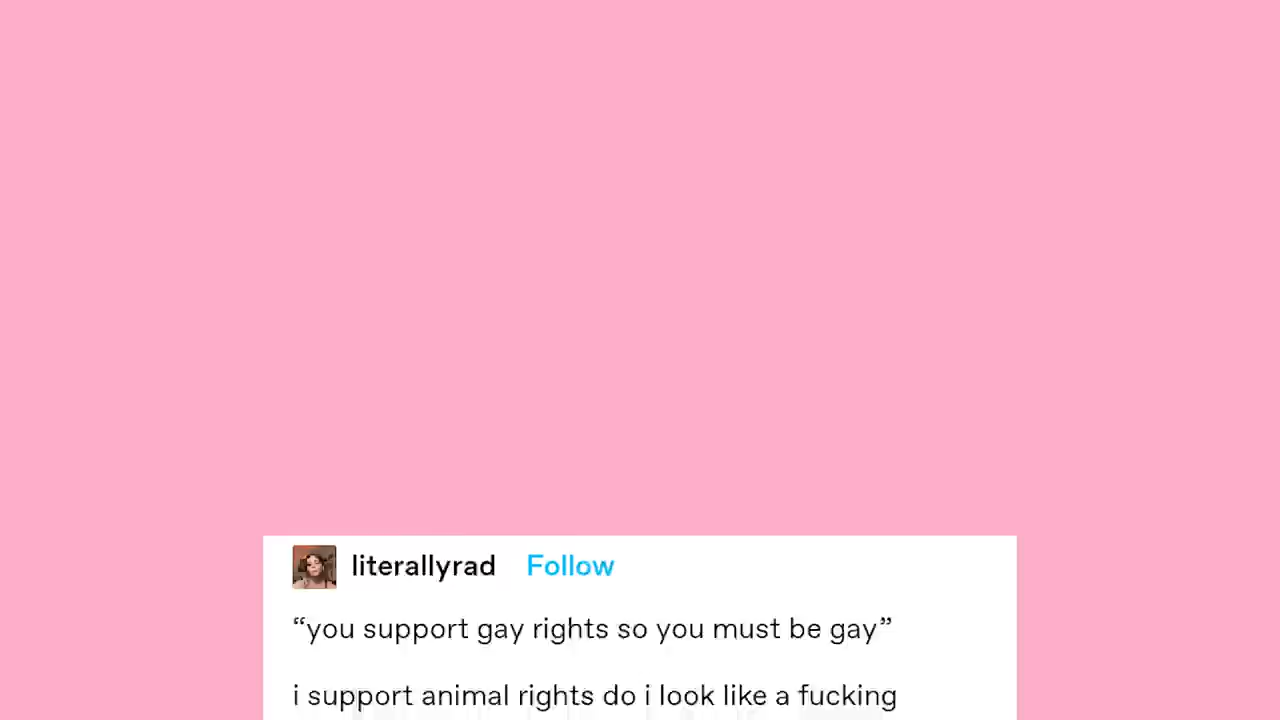 literallyrad Follow
“you support gay rights so you must be gay”
i support animal rights do i look like a fucking